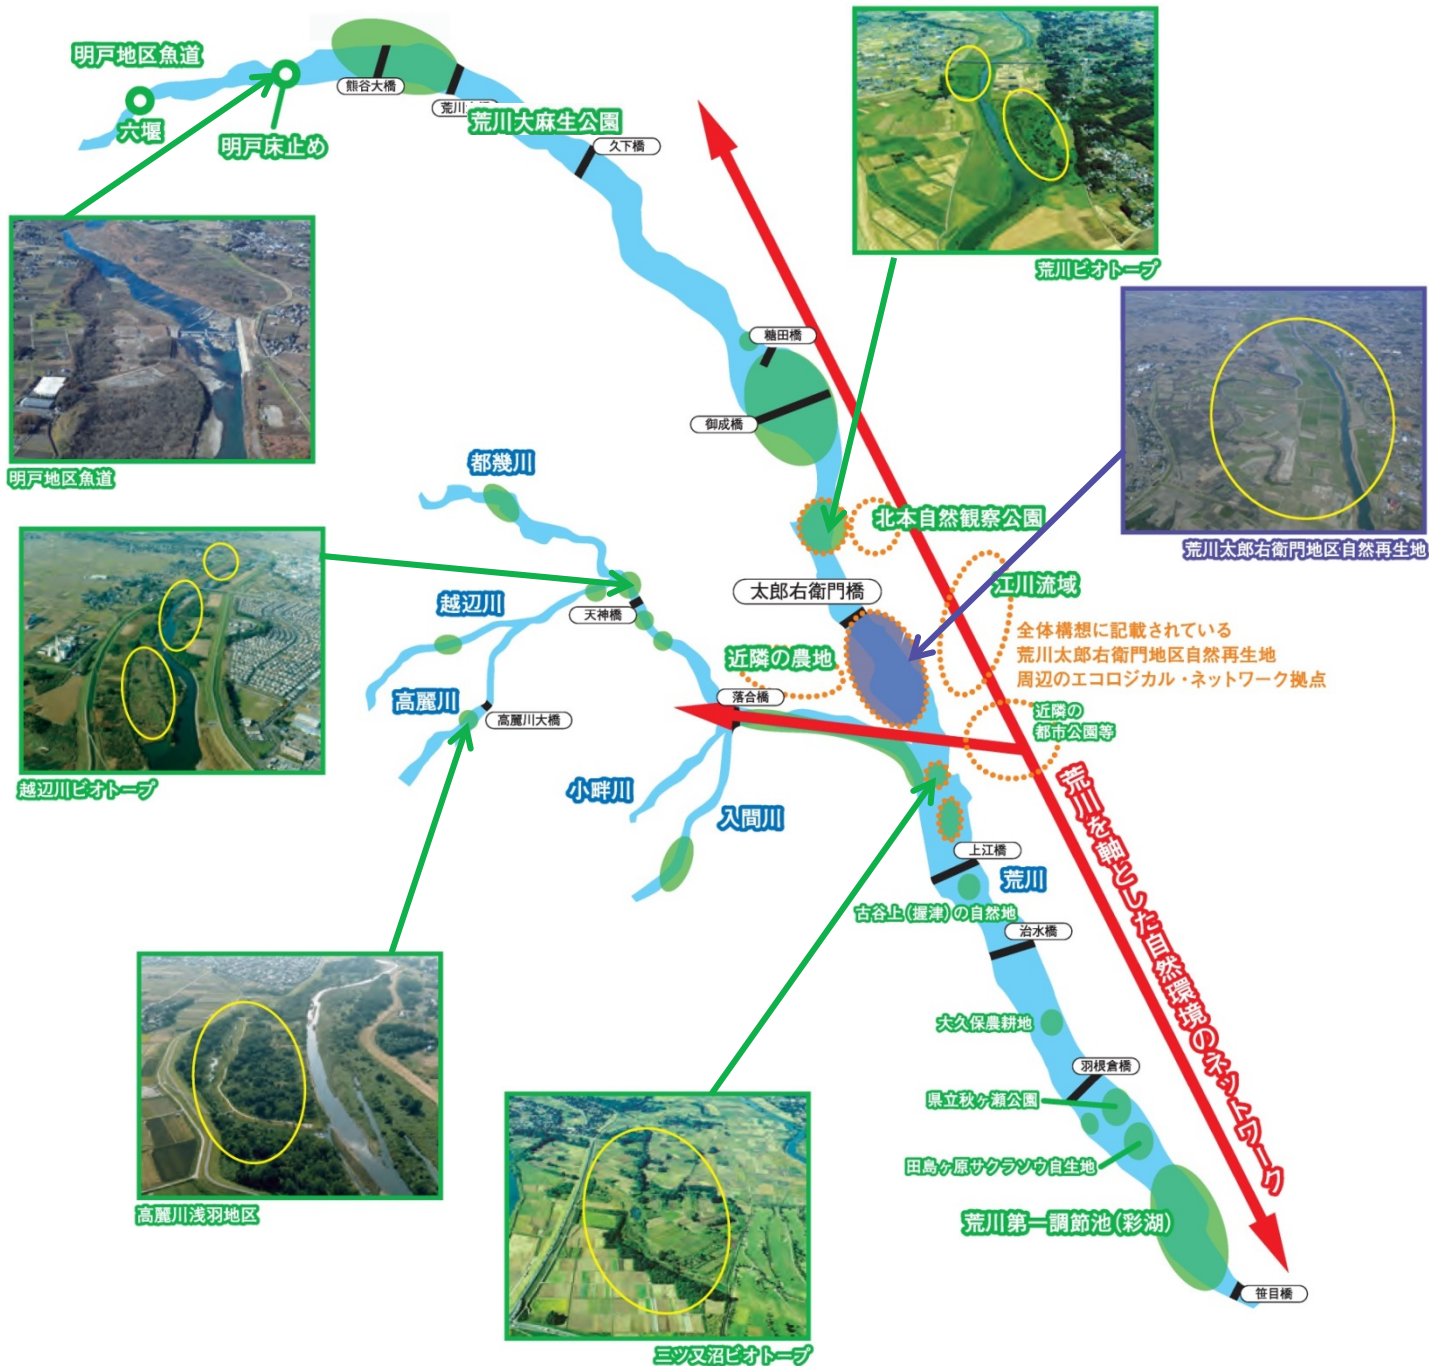 明戸地区魚道
六堰
明戸床止め
熊谷大橋
荒川大麻生公園
久下橋
荒川ビオトープ
明戸地区魚道
糠田橋
御成橋
荒川太郎右衛門地区自然再生地
都幾川
北本自然観察公園
太郎右衛門橋
江川流域
越辺川
天神橋
全体構想に記載されている
荒川太郎右衛門地区自然再生地
周辺のエコロジカル・ネットワーク拠点
近隣の農地
高麗川
高麗川大橋
落合橋
近隣の
都市公園等
越辺川ビオトープ
小畔川
入間川
荒川を軸とした自然環境のネットワーク
上江橋
荒川
古谷上(握津)の自然地
治水橋
大久保農耕地
羽根倉橋
県立秋ヶ瀬公園
田島ヶ原サクラソウ自生地
高麗川浅羽地区
荒川第一調節池(彩湖)
笹目橋
三ツ又沼ビオトープ